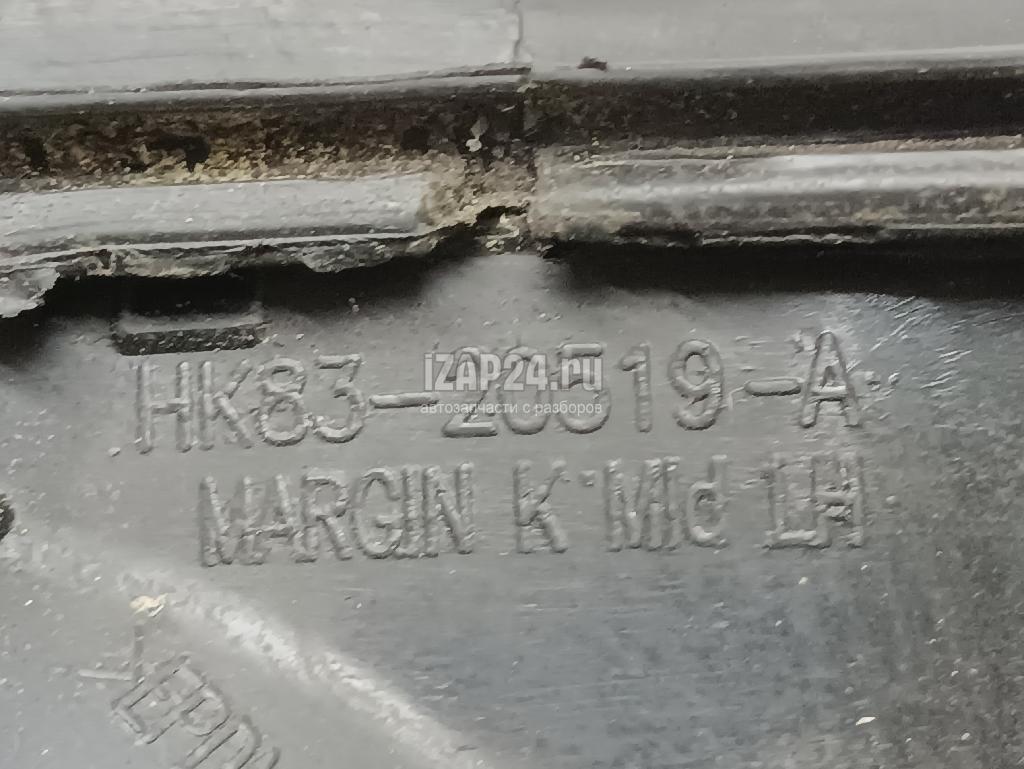 HK83-20519-A
iZAP24.ru
автозапчасти с разборов
MARGIN K MId LH